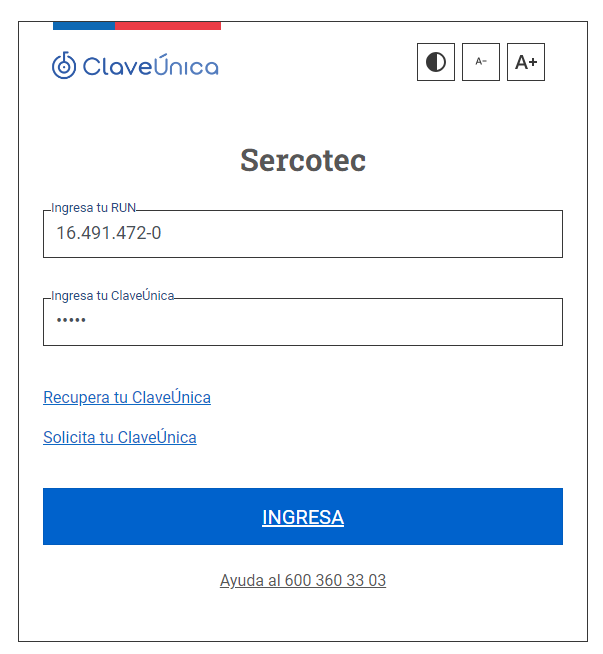 ClaveÚnica
A-
A+
Sercotec
Ingresa tu RUN
16.491.472-0
Ingresa tu ClaveÚnica
•••••
Recupera tu ClaveÚnica
Solicita tu ClaveÚnica
INGRESA
Ayuda al 600 360 33 03